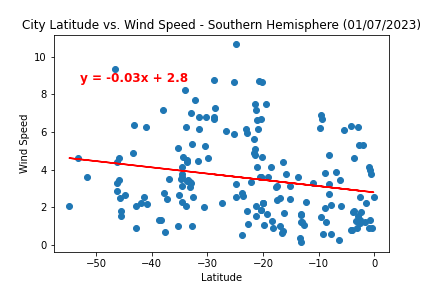 City Latitude vs. Wind Speed - Southern Hemisphere (01/07/2023)
y = -0.03x + 2.8
10
8
6
4
2
0
Wind Speed
−50 −40 −30 −20 −10 0
Latitude